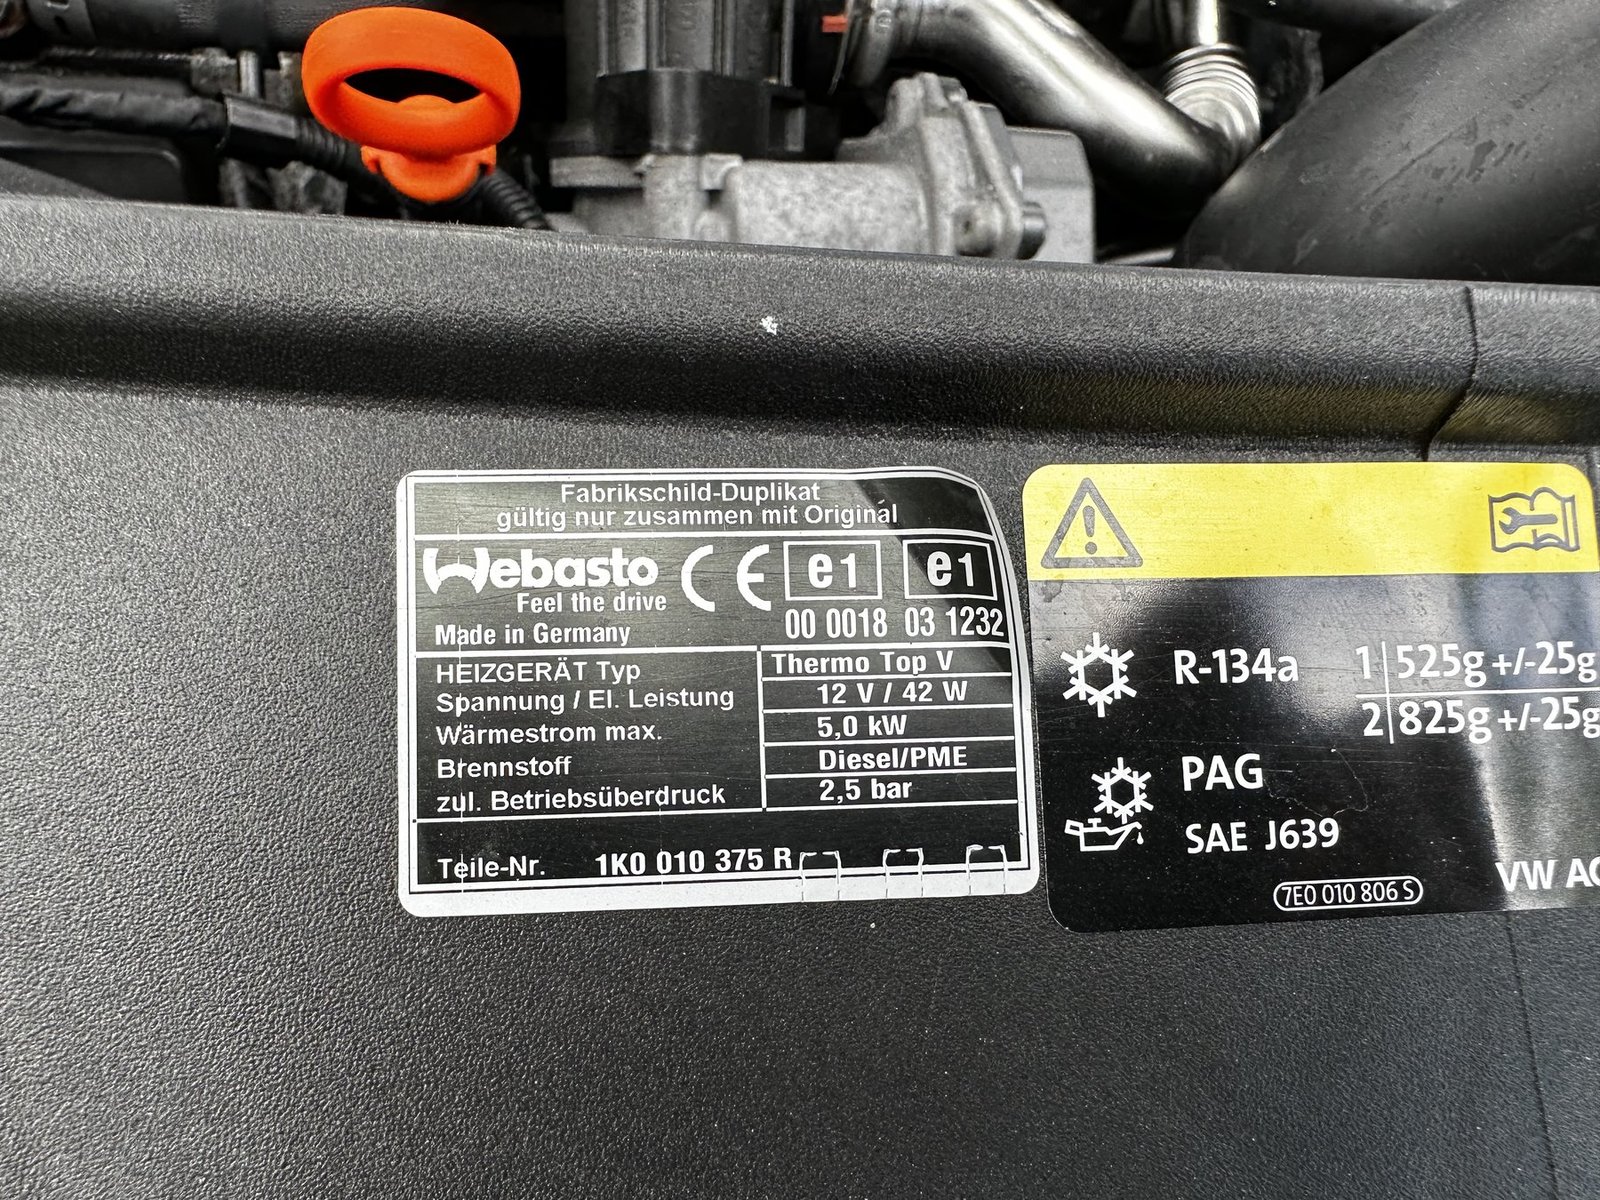 Fabrikschild-Duplikat
gültig nur zusammen mit Original
Webasto
Feel the drive
CE
e1
e1
00 0018
03 1232
Made in Germany
HEIZGERÄT Typ Thermo Top V
Spannung / El. Leistung 12 V / 42 W
Wärmestrom max. 5,0 kW
Brennstoff Diesel/PME
zul. Betriebsüberdruck 2,5 bar
Teile-Nr. 1K0 010 375 R
R-134a 1 525g +/-25g
2 825g +/-25g
PAG
SAE J639
VW AG
7E0 010 806 S